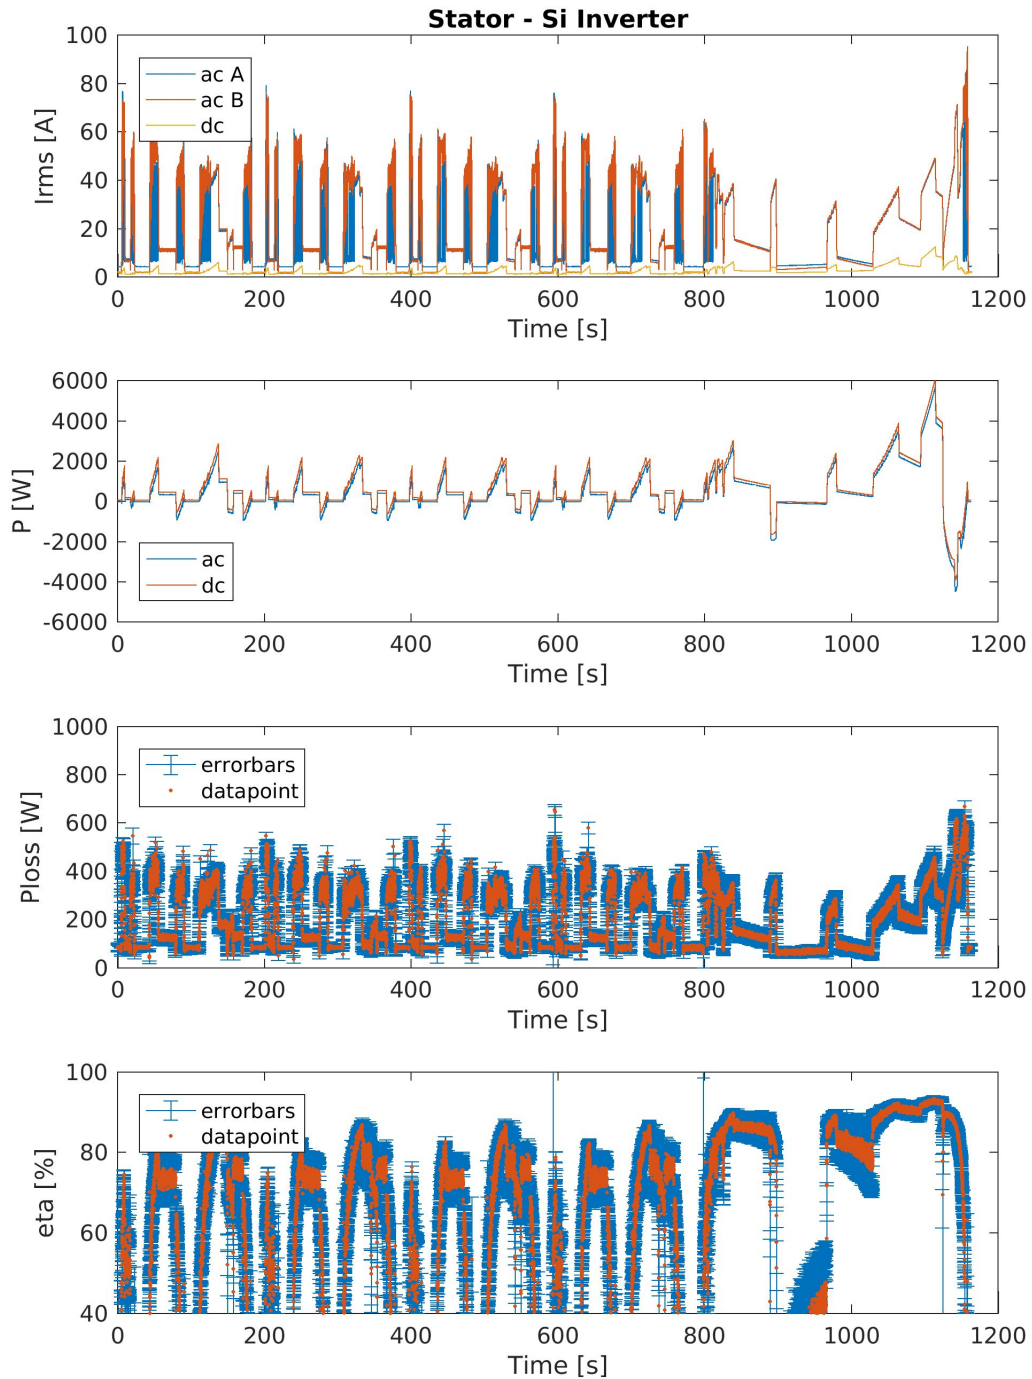 Stator - Si Inverter
100
80
60
40
20
0
Irms [A]
ac A
ac B
dc
0 200 400 600 800 1000 1200
Time [s]
6000
4000
2000
0
-2000
-4000
-6000
P [W]
ac
dc
0 200 400 600 800 1000 1200
Time [s]
1000
800
600
400
200
0
Ploss [W]
errorbars
datapoint
0 200 400 600 800 1000 1200
Time [s]
100
80
60
40
eta [%]
errorbars
datapoint
0 200 400 600 800 1000 1200
Time [s]